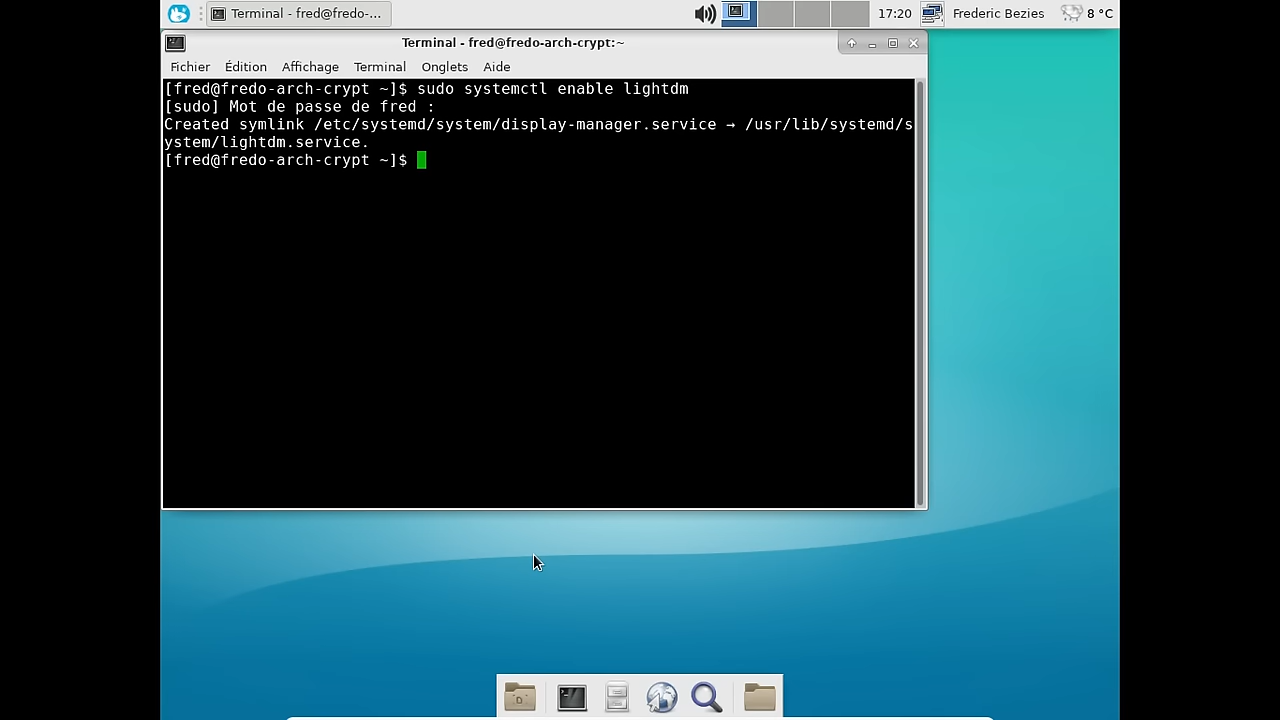 Terminal - fred@fredo-... 17:20 Frederic Bezies 8 °C
Terminal - fred@fredo-arch-crypt:~
Fichier Édition Affichage Terminal Onglets Aide
[fred@fredo-arch-crypt ~]$ sudo systemctl enable lightdm
[sudo] Mot de passe de fred :
Created symlink /etc/systemd/system/display-manager.service → /usr/lib/systemd/s
ystem/lightdm.service.
[fred@fredo-arch-crypt ~]$